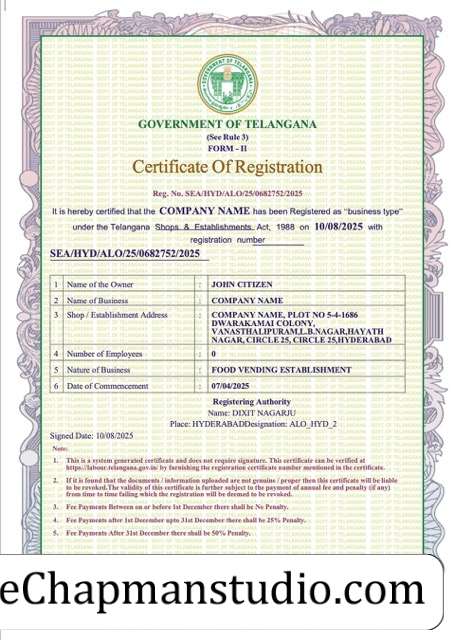 GOVERNMENT OF TELANGANA
GOVERNMENT OF TELANGANA
(See Rule 3)
FORM - II
Certificate Of Registration
Reg. Nu. SEA/HYD/ALO/25/0682752/2025
It is hereby certified that the COMPANY NAME has been Registered as "business type"
under the Telangana Shops & Establishments Act, 1988 on 10/08/2025 with
registration number
SEA/HYD/ALO/25/0682752/2025
1 Name of the Owner : JOHN CITIZEN
2 Name of Business : COMPANY NAME
3 Shop / Establishment Address : COMPANY NAME, PLOT NO 5-4-1686
DWARAKAMAI COLONY,
VANASTHALIPURAM,L.B.NAGAR,HAYATH
NAGAR, CIRCLE 25, CIRCLE 25,HYDERABAD
4 Number of Employees : 0
5 Nature of Business : FOOD VENDING ESTABLISHMENT
6 Date of Commencement : 07/04/2025
Registering Authority
Name: DIXIT NAGARJU
Place: HYDERABADDesignation: ALO_HYD_2
Signed Date: 10/08/2025
Note:
1. This is a system generated certificate and does not require signature. This certificate can be verified at
https://labour.telangana.gov.in/ by furnishing the registration certificate number mentioned in the certificate.
2. If it is found that the documents / information uploaded are not genuine / proper then this certificate will be liable
to be revoked.The validity of this certificate is further subject to the payment of annual fee and penalty (if any)
from time to time failing which the registration will be deemed to be revoked.
3. Fee Payments Between on or before 1st December there shall be No Penalty.
4. Fee Payments after 1st December upto 31st December there shall be 25% Penalty.
5. Fee Payments After 31st December there shall be 50% Penalty.
eChapmanstudio.com